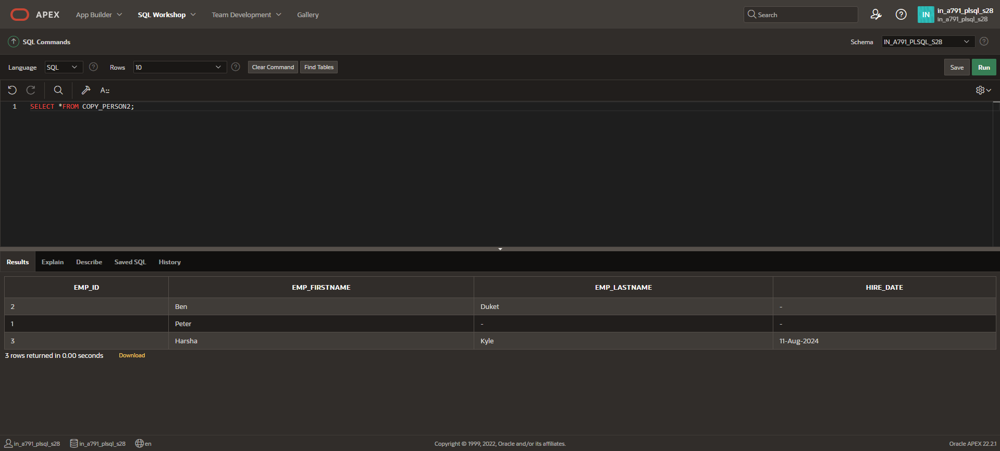 APEX App Builder SQL Workshop Team Development Gallery Search IN in_a791_plsql_s28
in_a791_plsql_s28
SQL Commands Schema IN_A791_PLSQL_S28
Language SQL Rows 10 Clear Command Find Tables Save Run
A::
1 SELECT *FROM COPY_PERSON2;
Results Explain Describe Saved SQL History
EMP_ID EMP_FIRSTNAME EMP_LASTNAME HIRE_DATE
2 Ben Duket -
1 Peter - -
3 Harsha Kyle 11-Aug-2024
3 rows returned in 0.00 seconds Download
in_a791_plsql_s28 in_a791_plsql_s28 en Copyright © 1999, 2022, Oracle and/or its affiliates. Oracle APEX 22.2.1